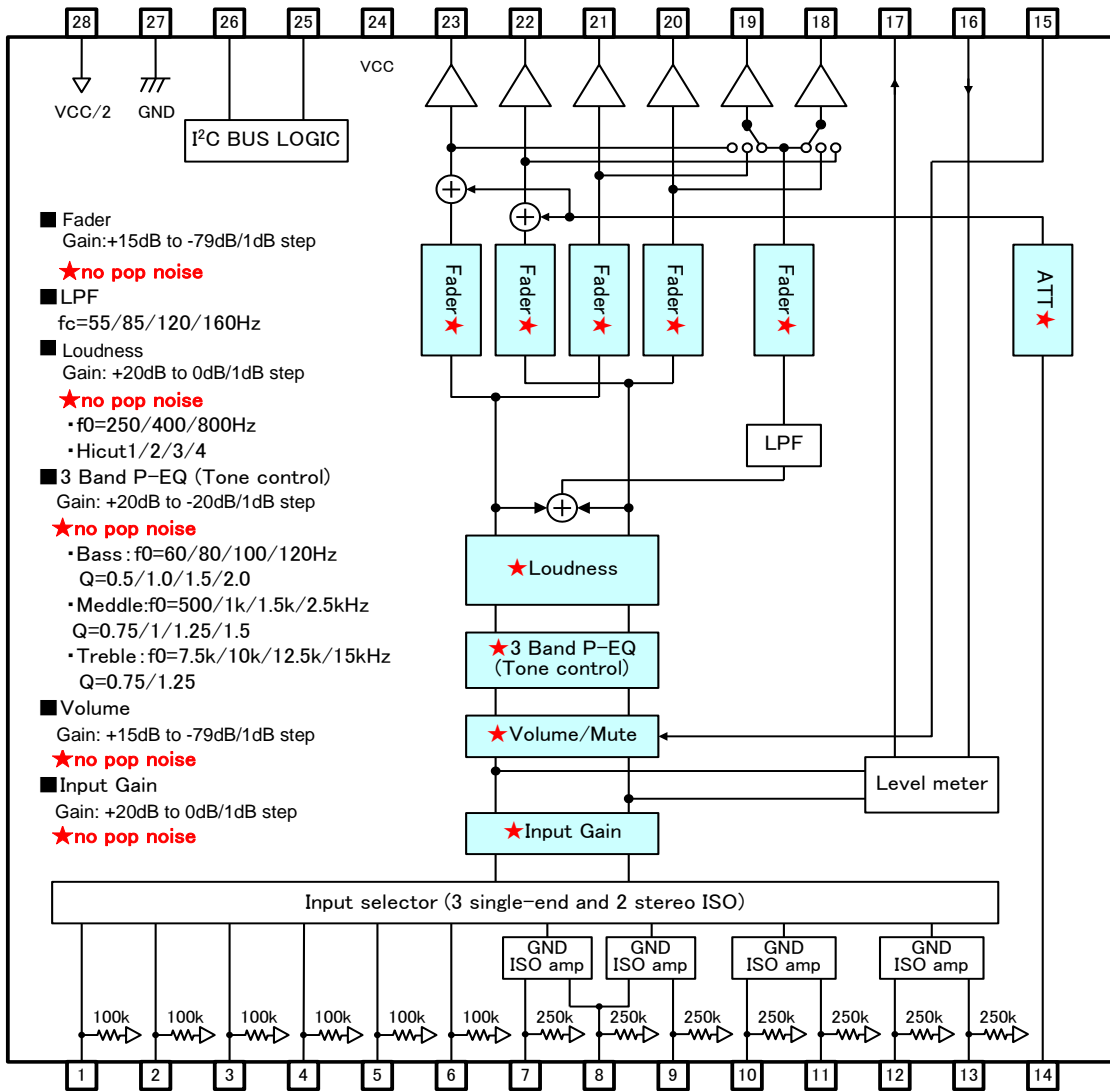 28 27 26 25 24 23 22 21 20 19 18 17 16 15
VCC
VCC/2 GND
I²C BUS LOGIC
■ Fader
Gain:+15dB to -79dB/1dB step
★no pop noise
■LPF
fc=55/85/120/160Hz
■ Loudness
Gain: +20dB to 0dB/1dB step
★no pop noise
・f0=250/400/800Hz
・Hicut1/2/3/4
■3 Band P-EQ (Tone control)
Gain: +20dB to -20dB/1dB step
★no pop noise
・Bass:f0=60/80/100/120Hz
Q=0.5/1.0/1.5/2.0
・Meddle:f0=500/1k/1.5k/2.5kHz
Q=0.75/1/1.25/1.5
・Treble:f0=7.5k/10k/12.5k/15kHz
Q=0.75/1.25
■Volume
Gain: +15dB to -79dB/1dB step
★no pop noise
■Input Gain
Gain: +20dB to 0dB/1dB step
★no pop noise
Fader★
Fader★
Fader★
Fader★
Fader★
ATT★
LPF
★Loudness
★3 Band P-EQ
(Tone control)
★Volume/Mute
Level meter
★Input Gain
Input selector (3 single-end and 2 stereo ISO)
GND
ISO amp
GND
ISO amp
GND
ISO amp
GND
ISO amp
100k 100k 100k 100k 100k 100k 250k 250k 250k 250k 250k 250k 250k
1 2 3 4 5 6 7 8 9 10 11 12 13 14